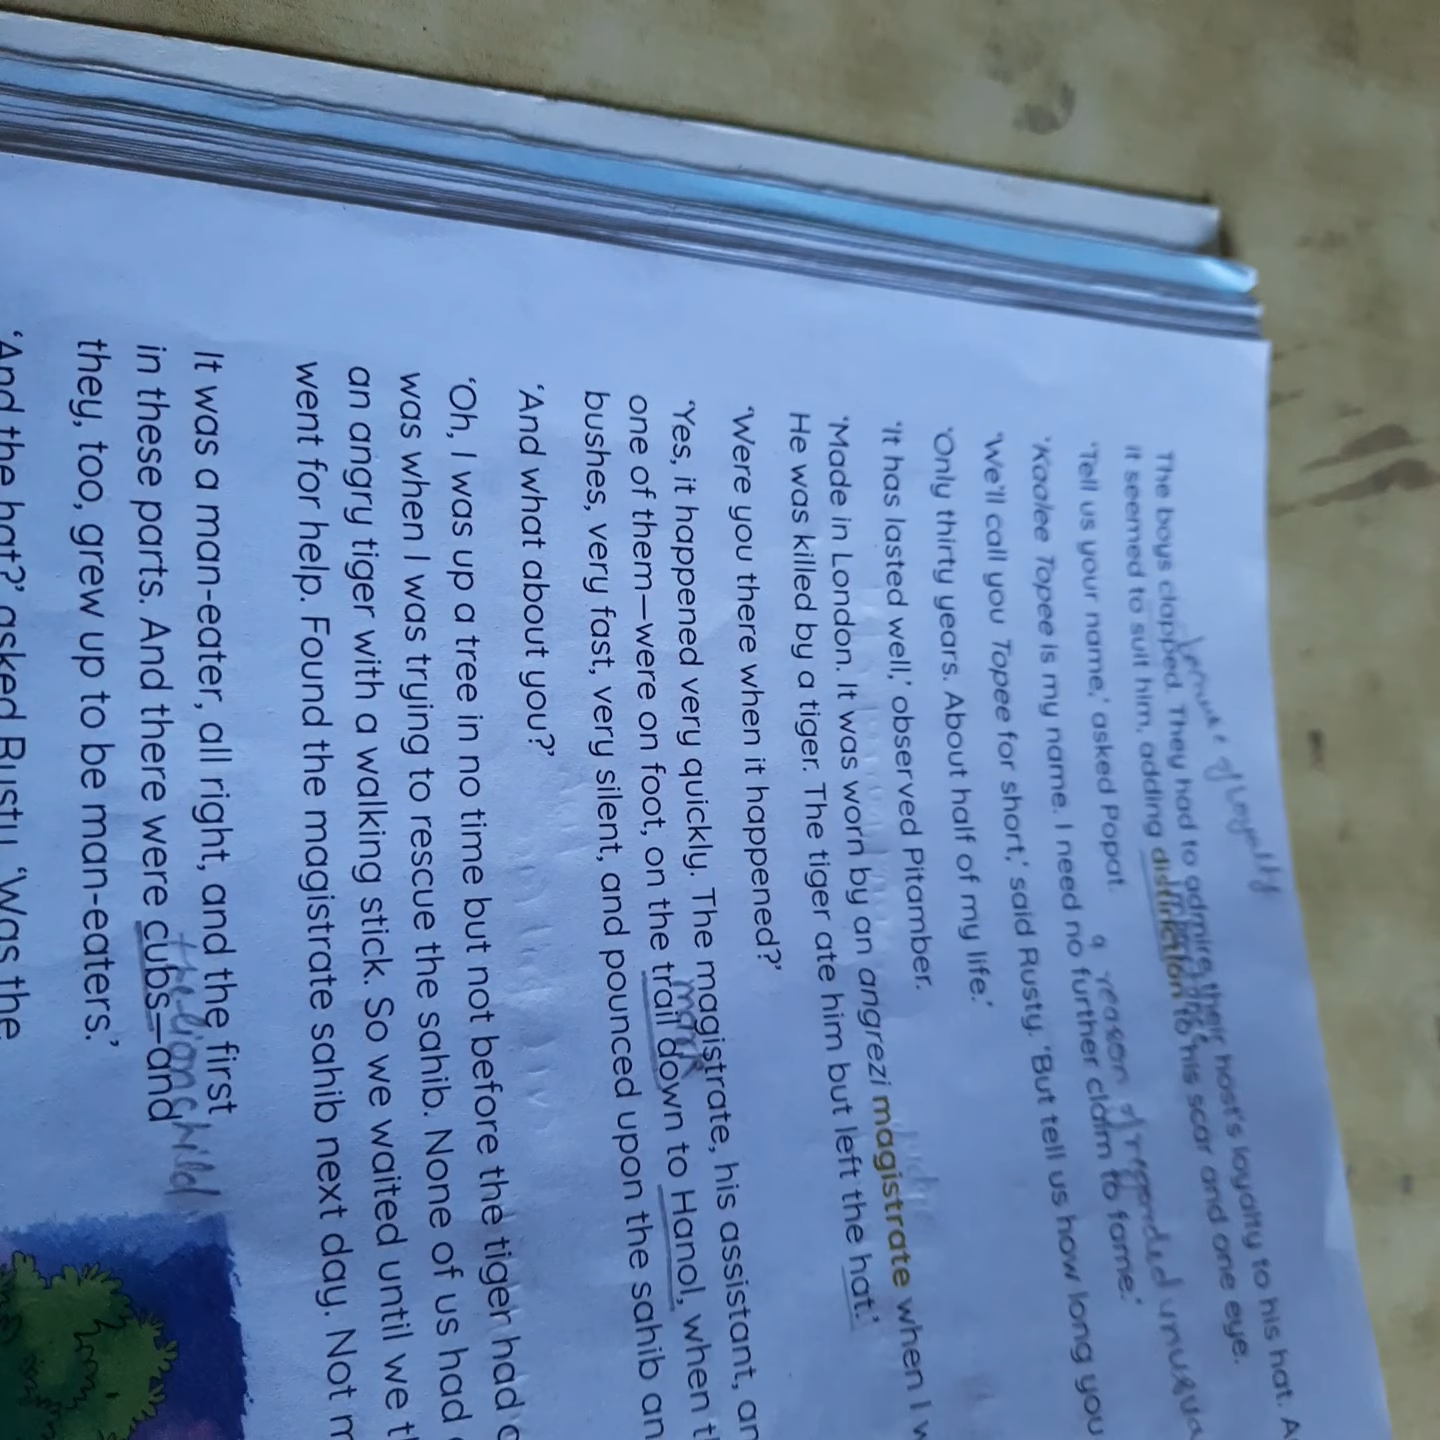 The boys clapped. They had to admire their host's loyalty to his hat.
it seemed to suit him, adding distinction to his scar and one eye.
'Tell us your name,' asked Popat.
'Kaalee Topee is my name. I need no further claim to fame.'
'We'll call you Topee for short,' said Rusty. 'But tell us how long you
'Only thirty years. About half of my life.'
'It has lasted well,' observed Pitamber.
'Made in London. It was worn by an angrezi magistrate when I
He was killed by a tiger. The tiger ate him but left the hat.'
'Were you there when it happened?'
'Yes, it happened very quickly. The magistrate, his assistant,
mark
one of them—were on foot, on the trail down to Hanol, when
bushes, very fast, very silent, and pounced upon the sahib
'And what about you?'
'Oh, I was up a tree in no time but not before the tiger had
was when I was trying to rescue the sahib. None of us had
an angry tiger with a walking stick. So we waited until we
went for help. Found the magistrate sahib next day. Not
It was a man-eater, all right, and the first
child
in these parts. And there were cubs—and
they, too, grew up to be man-eaters.'
'And the hat?' asked Rusty. 'Was the